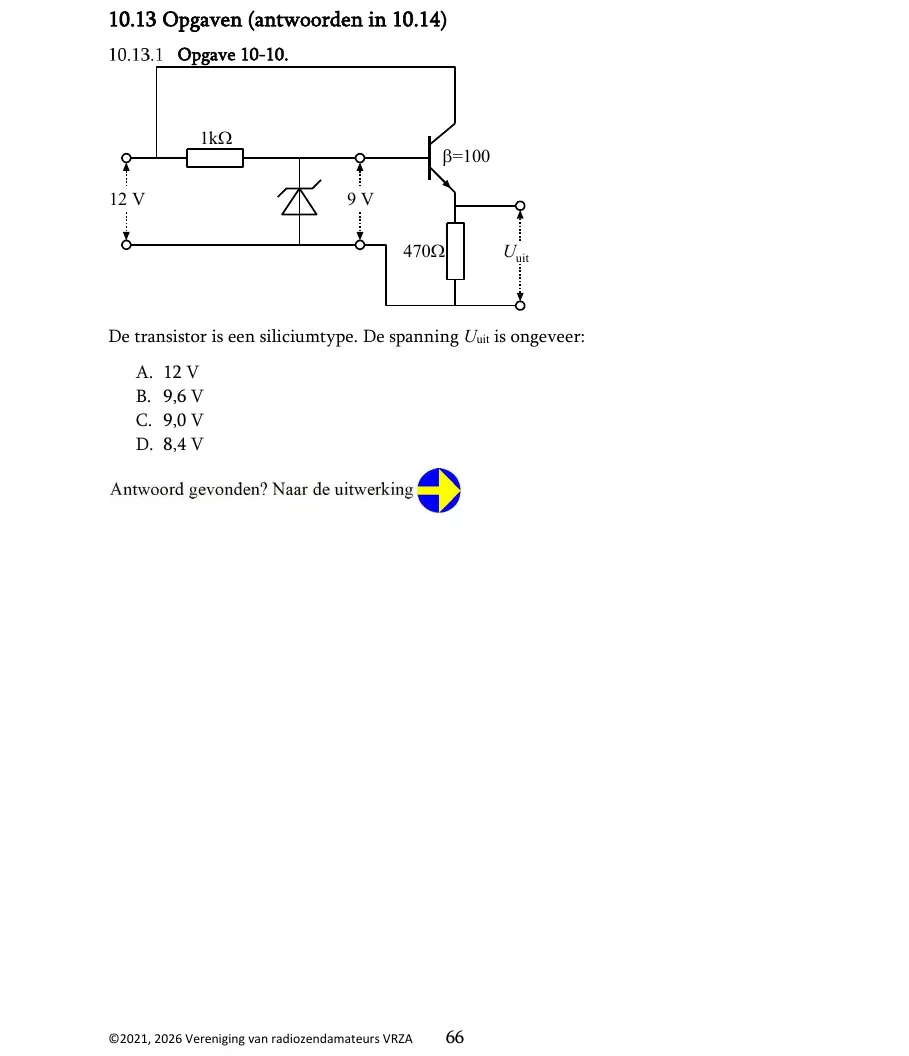 10.13 Opgaven (antwoorden in 10.14)
10.13.1 Opgave 10-10.
1kΩ
β=100
12 V
9 V
470Ω
Uuit
De transistor is een siliciumtype. De spanning Uuit is ongeveer:
A. 12 V
B. 9,6 V
C. 9,0 V
D. 8,4 V
Antwoord gevonden? Naar de uitwerking
©2021, 2026 Vereniging van radiozendamateurs VRZA 66